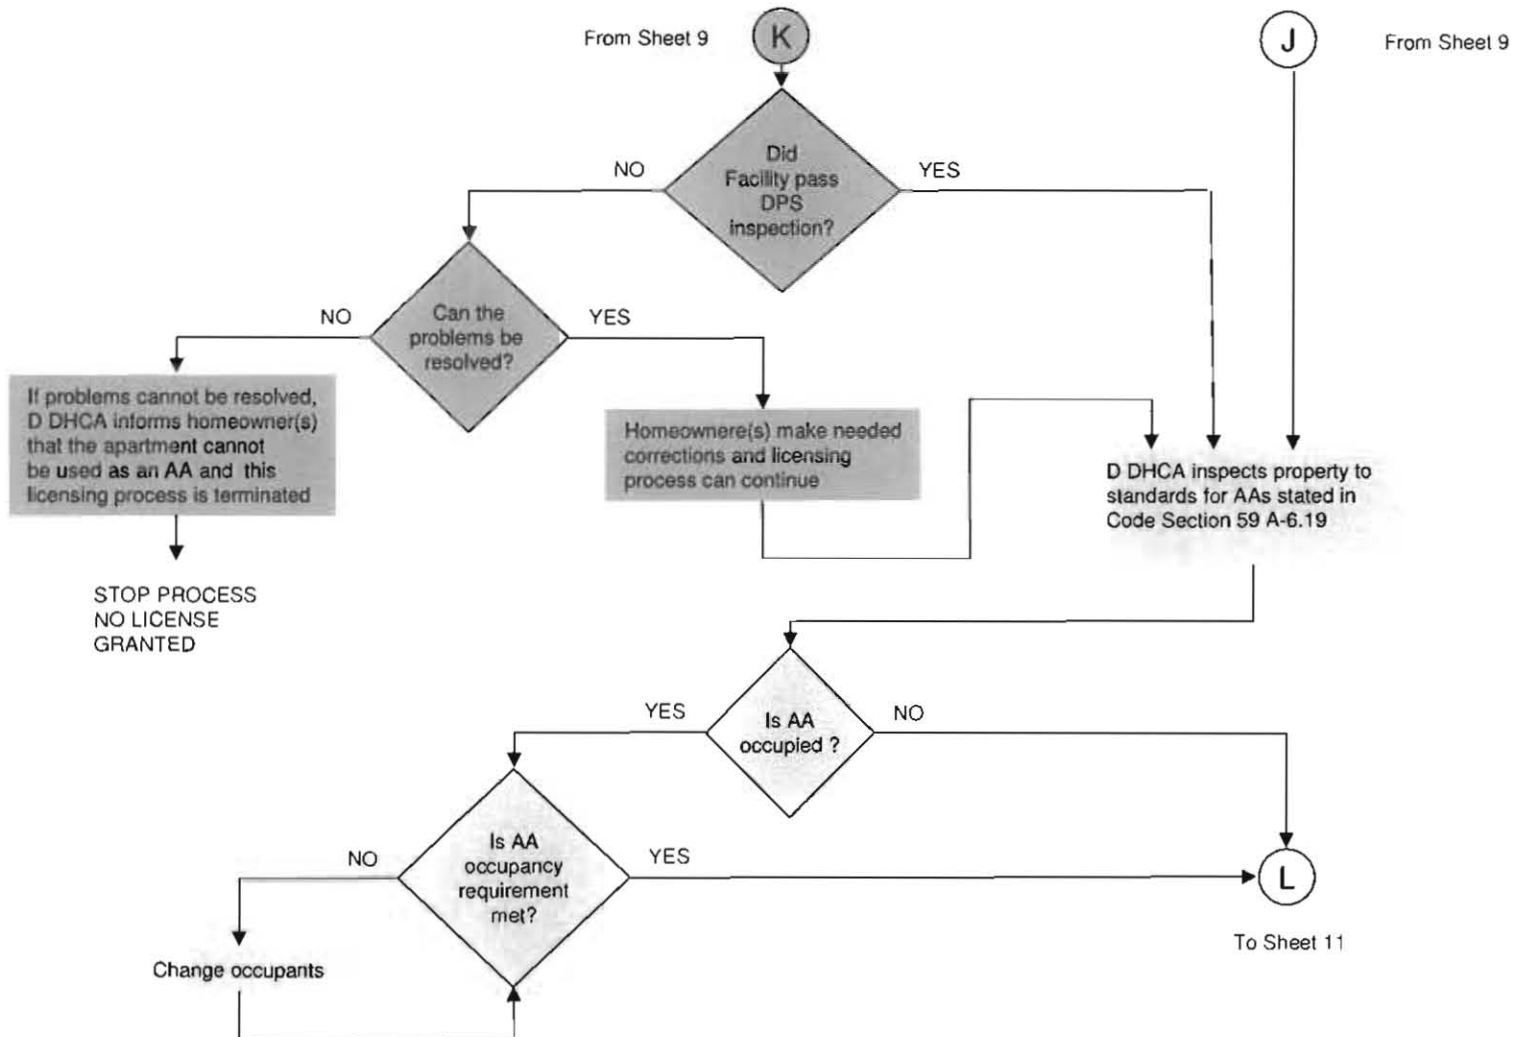 From Sheet 9
K
J
From Sheet 9
Did
Facility pass
DPS
inspection?
NO
YES
Can the
problems be
resolved?
NO
YES
If problems cannot be resolved,
D DHCA informs homeowner(s)
that the apartment cannot
be used as an AA and this
licensing process is terminated
Homeownere(s) make needed
corrections and licensing
process can continue
D DHCA inspects property to
standards for AAs stated in
Code Section 59 A-6.19
STOP PROCESS
NO LICENSE
GRANTED
YES
Is AA
occupied ?
NO
NO
Is AA
occupancy
requirement
met?
YES
L
To Sheet 11
Change occupants